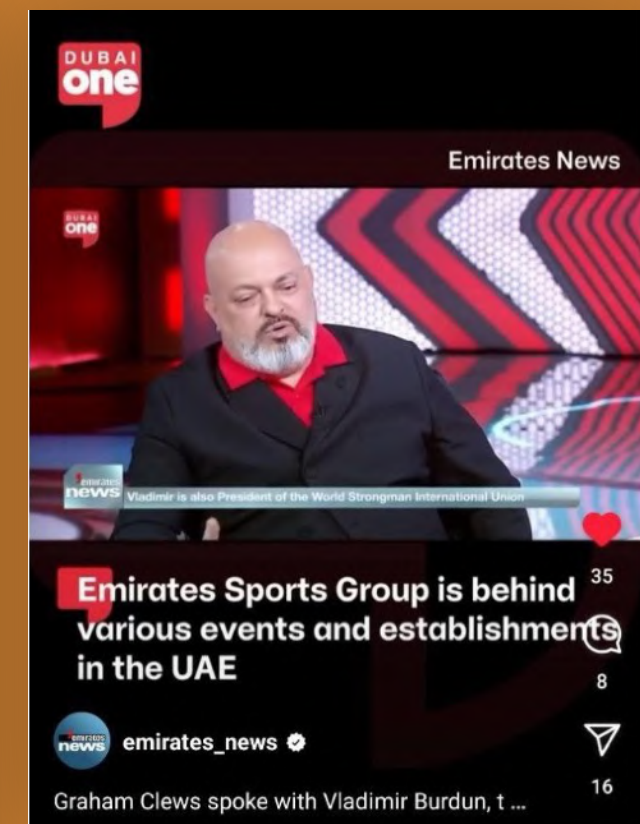 DUBAI
one
Emirates News
DUBAI
one
emirates
news
Vladimir is also President of the World Strongman International Union
35
Emirates Sports Group is behind
various events and establishments
in the UAE
8
emirates
news
emirates_news
16
Graham Clews spoke with Vladimir Burdun, t ...